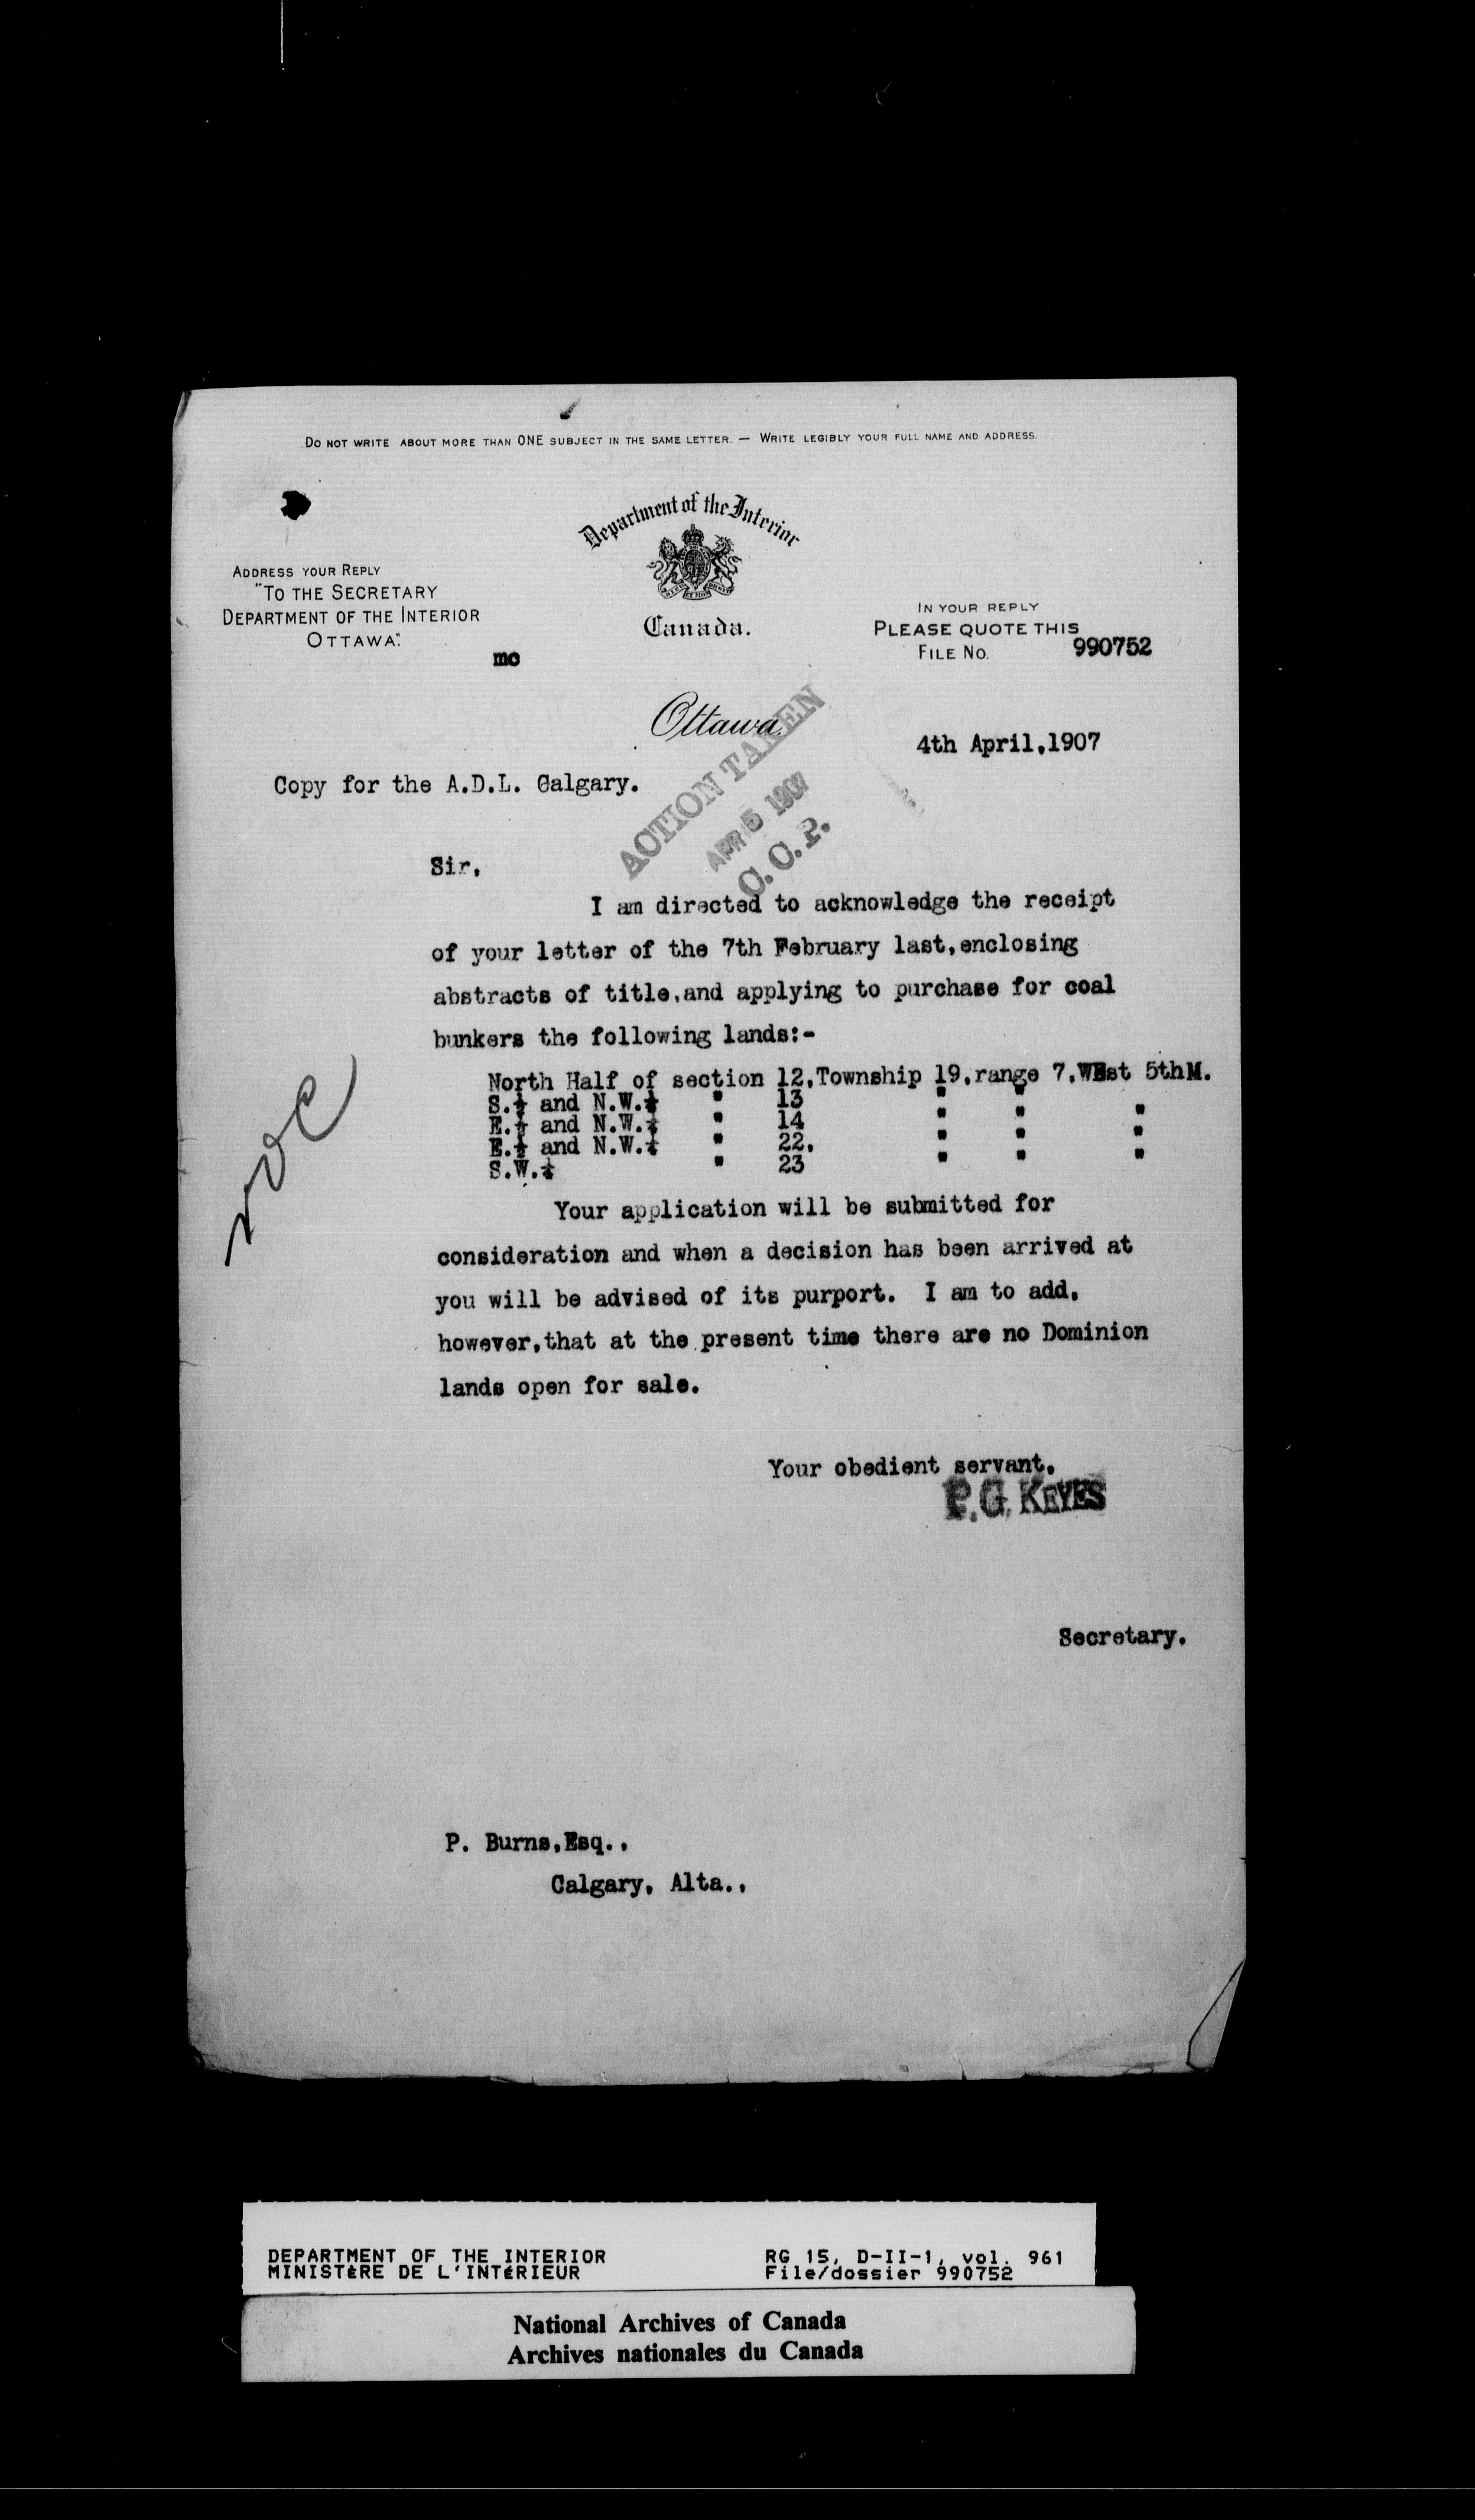 DO NOT WRITE ABOUT MORE THAN ONE SUBJECT IN THE SAME LETTER. — WRITE LEGIBLY YOUR FULL NAME AND ADDRESS.
Department of the Interior
Canada.
ADDRESS YOUR REPLY
"TO THE SECRETARY
DEPARTMENT OF THE INTERIOR
OTTAWA."
mc
IN YOUR REPLY
PLEASE QUOTE THIS
FILE No. 990752
Ottawa
4th April,1907
ACTION TAKEN
APR 5 1907
C. C. P.
Copy for the A.D.L. Calgary.
Sir,
I am directed to acknowledge the receipt
of your letter of the 7th February last,enclosing
abstracts of title,and applying to purchase for coal
bunkers the following lands:-
North Half of section 12,Township 19,range 7,WEst 5thM.
S.½ and N.W.¼ " 13 " "
E.½ and N.W.¼ " 14 " " "
E.½ and N.W.¼ " 22, " " "
S.W.¼ " 23 " " "
Your application will be submitted for
consideration and when a decision has been arrived at
you will be advised of its purport. I am to add,
however,that at the present time there are no Dominion
lands open for sale.
Your obedient servant,
P.G. KEYES
Secretary.
P. Burns,Esq.,
Calgary, Alta.,
DEPARTMENT OF THE INTERIOR RG 15, D-II-1, vol. 961
MINISTÈRE DE L'INTÉRIEUR File/dossier 990752
National Archives of Canada
Archives nationales du Canada